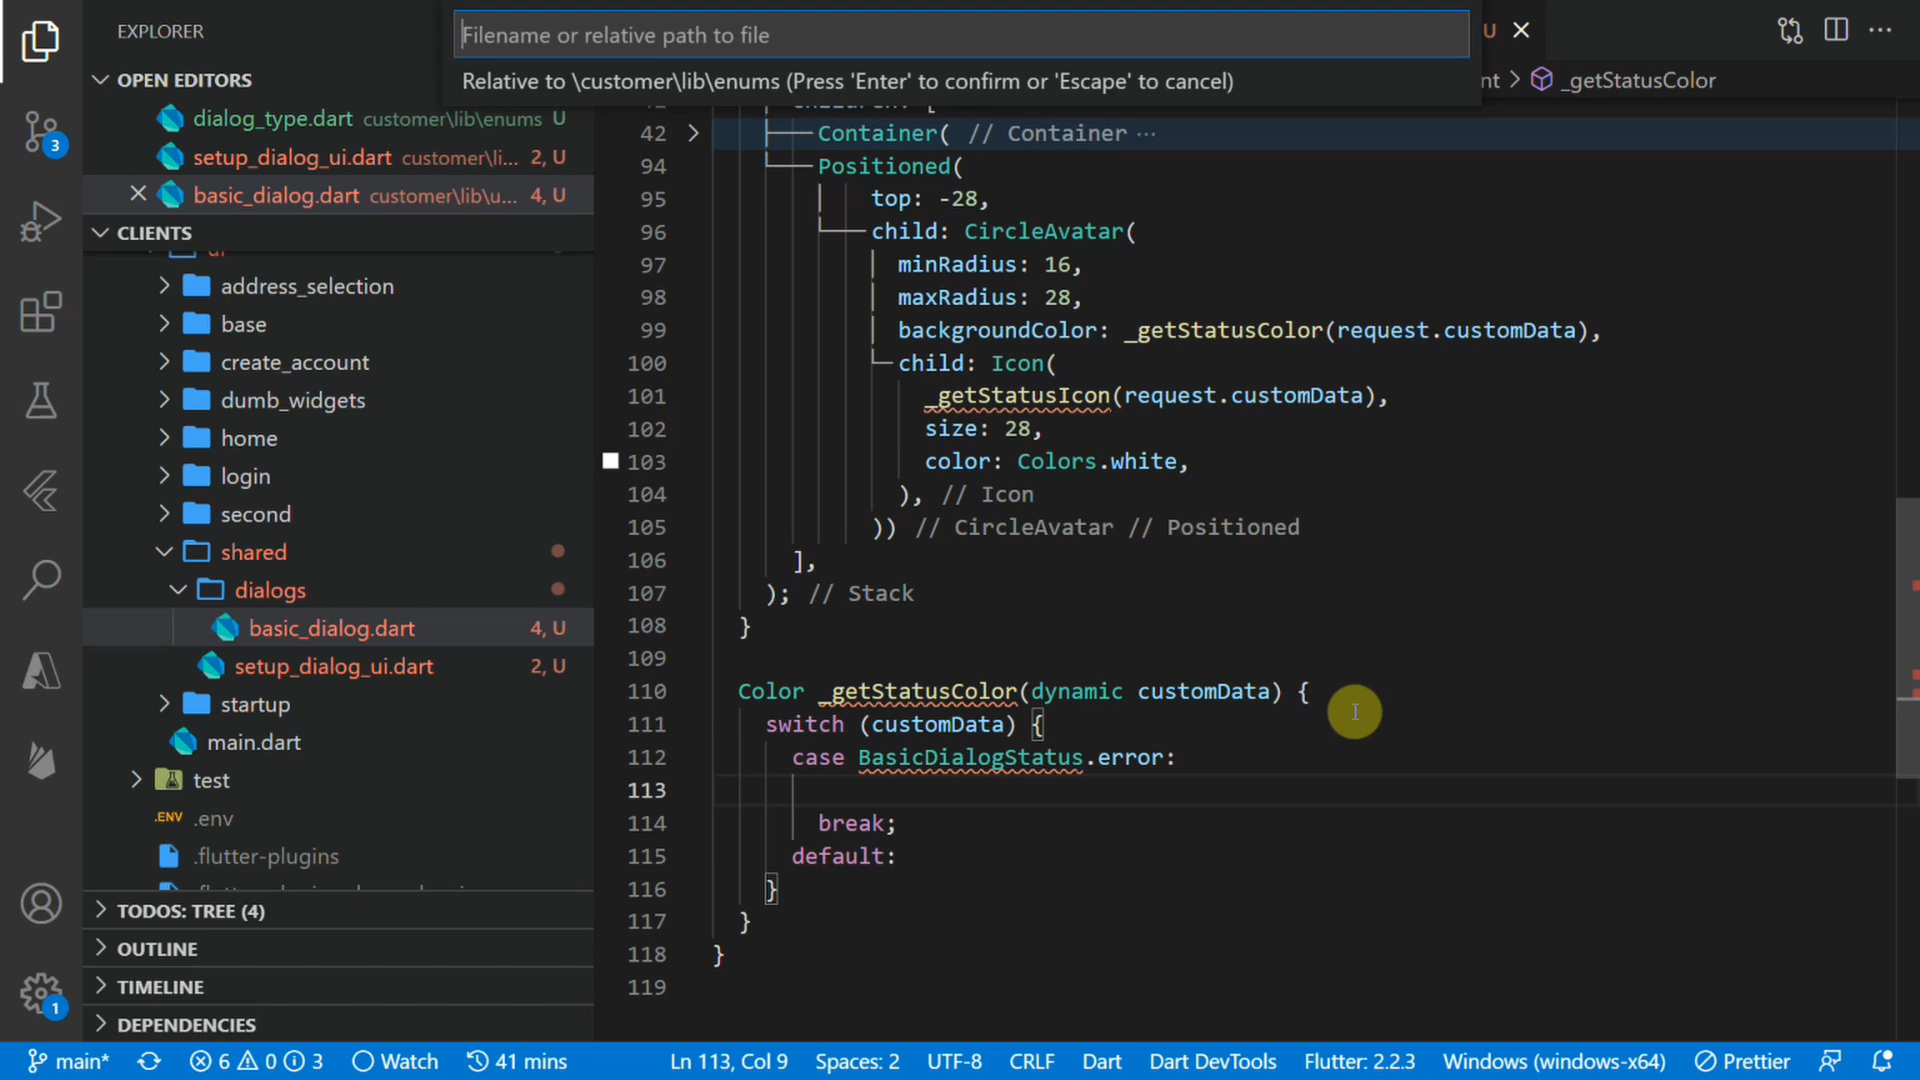 EXPLORER
Filename or relative path to file
U
Relative to \customer\lib\enums (Press 'Enter' to confirm or 'Escape' to cancel)
nt > _getStatusColor
OPEN EDITORS
dialog_type.dart customer\lib\enums U
setup_dialog_ui.dart customer\li... 2, U
basic_dialog.dart customer\lib\u... 4, U
CLIENTS
address_selection
base
create_account
dumb_widgets
home
login
second
shared
dialogs
basic_dialog.dart 4, U
setup_dialog_ui.dart 2, U
startup
main.dart
test
.ENV .env
.flutter-plugins
TODOS: TREE (4)
OUTLINE
TIMELINE
DEPENDENCIES
3
1
42 Container( // Container ···
94 Positioned(
95 top: -28,
96 child: CircleAvatar(
97 minRadius: 16,
98 maxRadius: 28,
99 backgroundColor: _getStatusColor(request.customData),
100 child: Icon(
101 _getStatusIcon(request.customData),
102 size: 28,
103 color: Colors.white,
104 ), // Icon
105 )) // CircleAvatar // Positioned
106 ],
107 ); // Stack
108 }
109
110 Color _getStatusColor(dynamic customData) {
111 switch (customData) {
112 case BasicDialogStatus.error:
113
114 break;
115 default:
116 }
117 }
118 }
119
main* 6 0 3 Watch 41 mins Ln 113, Col 9 Spaces: 2 UTF-8 CRLF Dart Dart DevTools Flutter: 2.2.3 Windows (windows-x64) Prettier